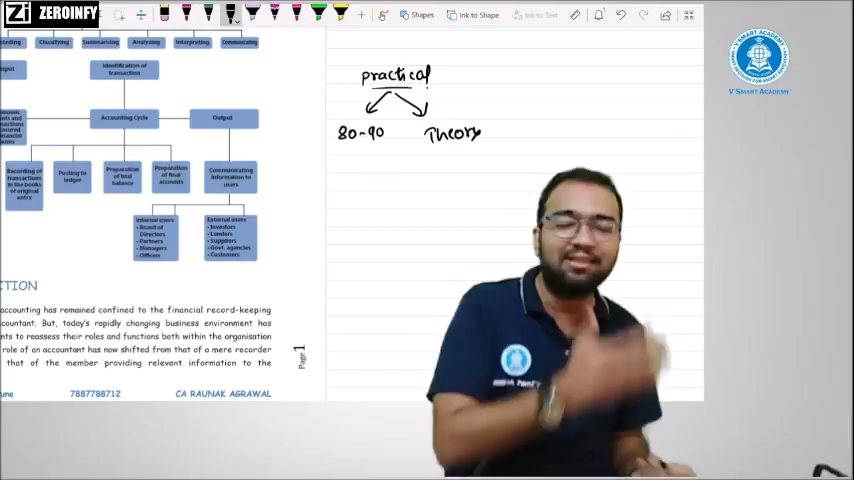 Zi ZEROINFY
Shapes
Ink to Shape
Ink to Text
Classifying
Summarising
Analysing
Interpreting
Communicating
Identification of
transaction
Accounting Cycle
Output
Recording of
transactions
in the books
of original
entry
Posting to
ledger
Preparation
of trial
balance
Preparation
of final
accounts
Communicating
information to
users
Internal users
• Board of
Directors
• Partners
• Managers
• Officers
External users
• Investors
• Lenders
• Suppliers
• Govt. agencies
• Customers
CTION
accounting has remained confined to the financial record-keeping
ccountant. But, today's rapidly changing business environment has
nts to reassess their roles and functions both within the organisation
role of an accountant has now shifted from that of a mere recorder
that of the member providing relevant information to the
Page 1
une 7887788712 CA RAUNAK AGRAWAL
practical
80-90 Theory
V'SMART ACADEMY
V'SMART ACADEMY